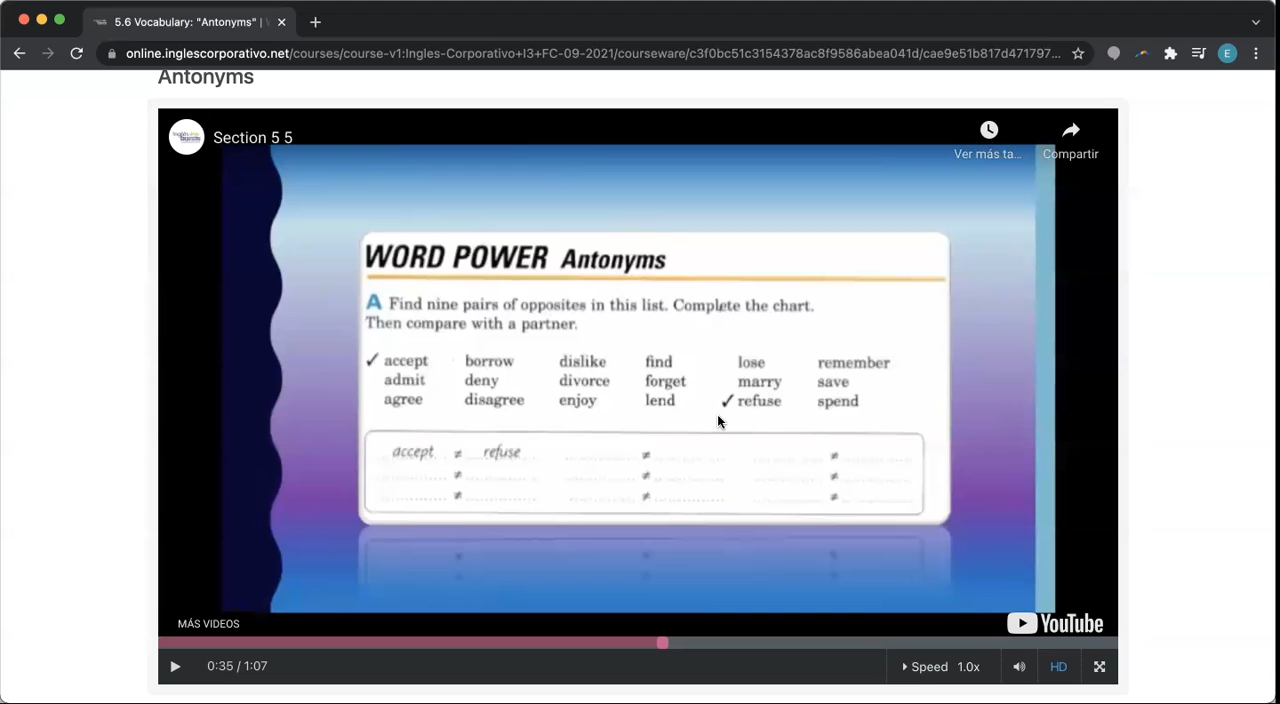 5.6 Vocabulary: "Antonyms" |
online.inglescorporativo.net/courses/course-v1:Ingles-Corporativo+I3+FC-09-2021/courseware/c3f0bc51c3154378ac8f9586abea041d/cae9e51b817d471797...
E
Antonyms
Section 5 5
Ver más ta...
Compartir
WORD POWER Antonyms
A Find nine pairs of opposites in this list. Complete the chart.
Then compare with a partner.
✓ accept borrow dislike find lose remember
admit deny divorce forget marry save
agree disagree enjoy lend ✓ refuse spend
accept ≠ refuse ≠ ≠
≠ ≠ ≠
≠ ≠ ≠
MÁS VIDEOS
YouTube
0:35 / 1:07
Speed 1.0x
HD